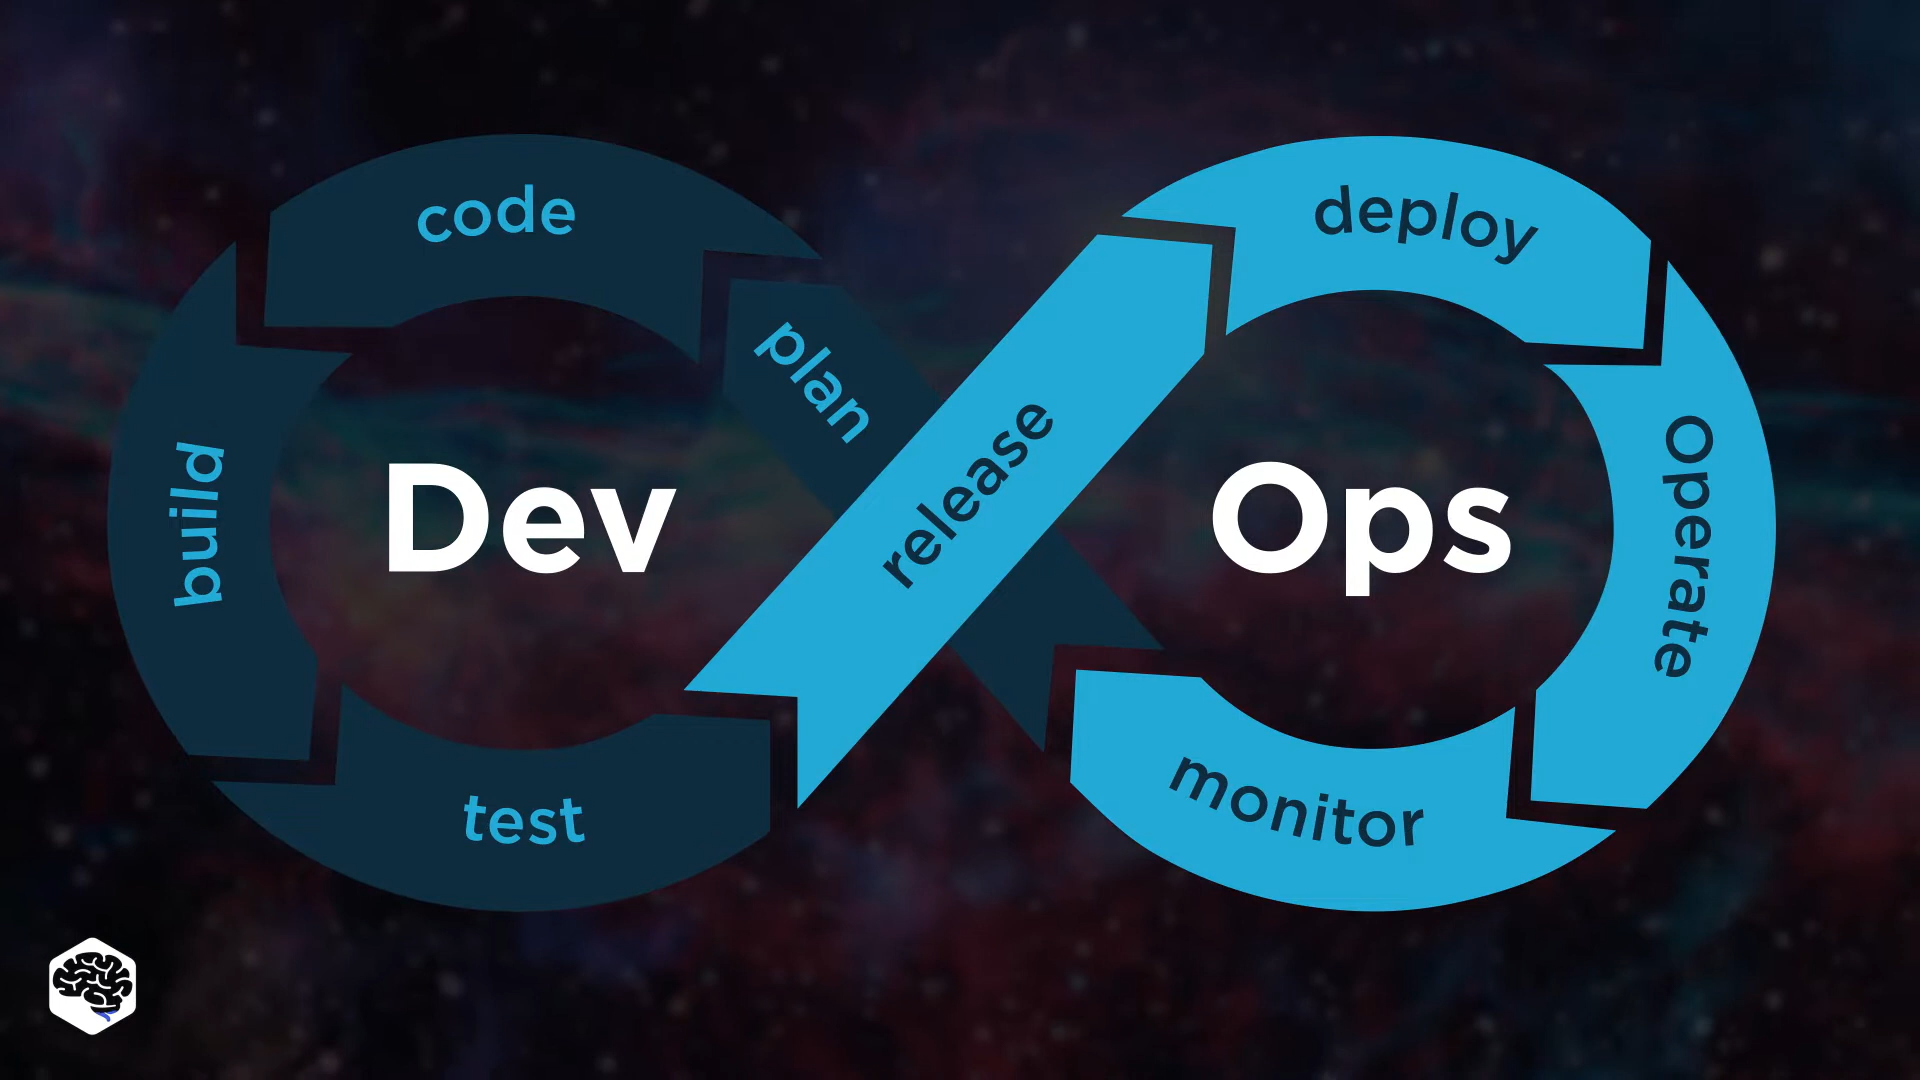 code
deploy
plan
build
Dev
release
Ops
Operate
test
monitor